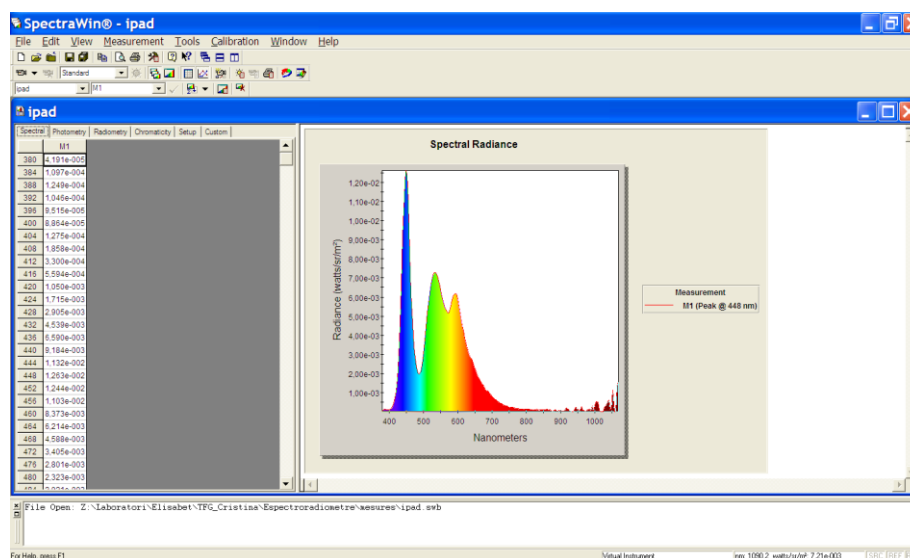 SpectraWin® - ipad
File Edit View Measurement Tools Calibration Window Help
Standard
ipad M1
ipad
Spectral Photometry Radiometry Chromaticity Setup Custom
M1
380 4,191e-005
384 1,097e-004
388 1,249e-004
392 1,046e-004
396 9,515e-005
400 8,864e-005
404 1,275e-004
408 1,858e-004
412 3,300e-004
416 5,594e-004
420 1,050e-003
424 1,715e-003
428 2,905e-003
432 4,539e-003
436 6,590e-003
440 9,184e-003
444 1,132e-002
448 1,263e-002
452 1,244e-002
456 1,103e-002
460 8,373e-003
464 6,214e-003
468 4,588e-003
472 3,405e-003
476 2,801e-003
480 2,323e-003
Spectral Radiance
Radiance (watts/sr/m²)
1,20e-02
1,10e-02
1,00e-02
9,00e-03
8,00e-03
7,00e-03
6,00e-03
5,00e-03
4,00e-03
3,00e-03
2,00e-03
1,00e-03
400 500 600 700 800 900 1000
Nanometers
Measurement
M1 (Peak @ 448 nm)
File Open: Z:\Laboratori\Elisabet\TFG_Cristina\Espectroradiometre\mesures\ipad.swb
For Help, press F1
Virtual Instrument
nm: 1090.2, watts/sr/m²: 7.21e-003